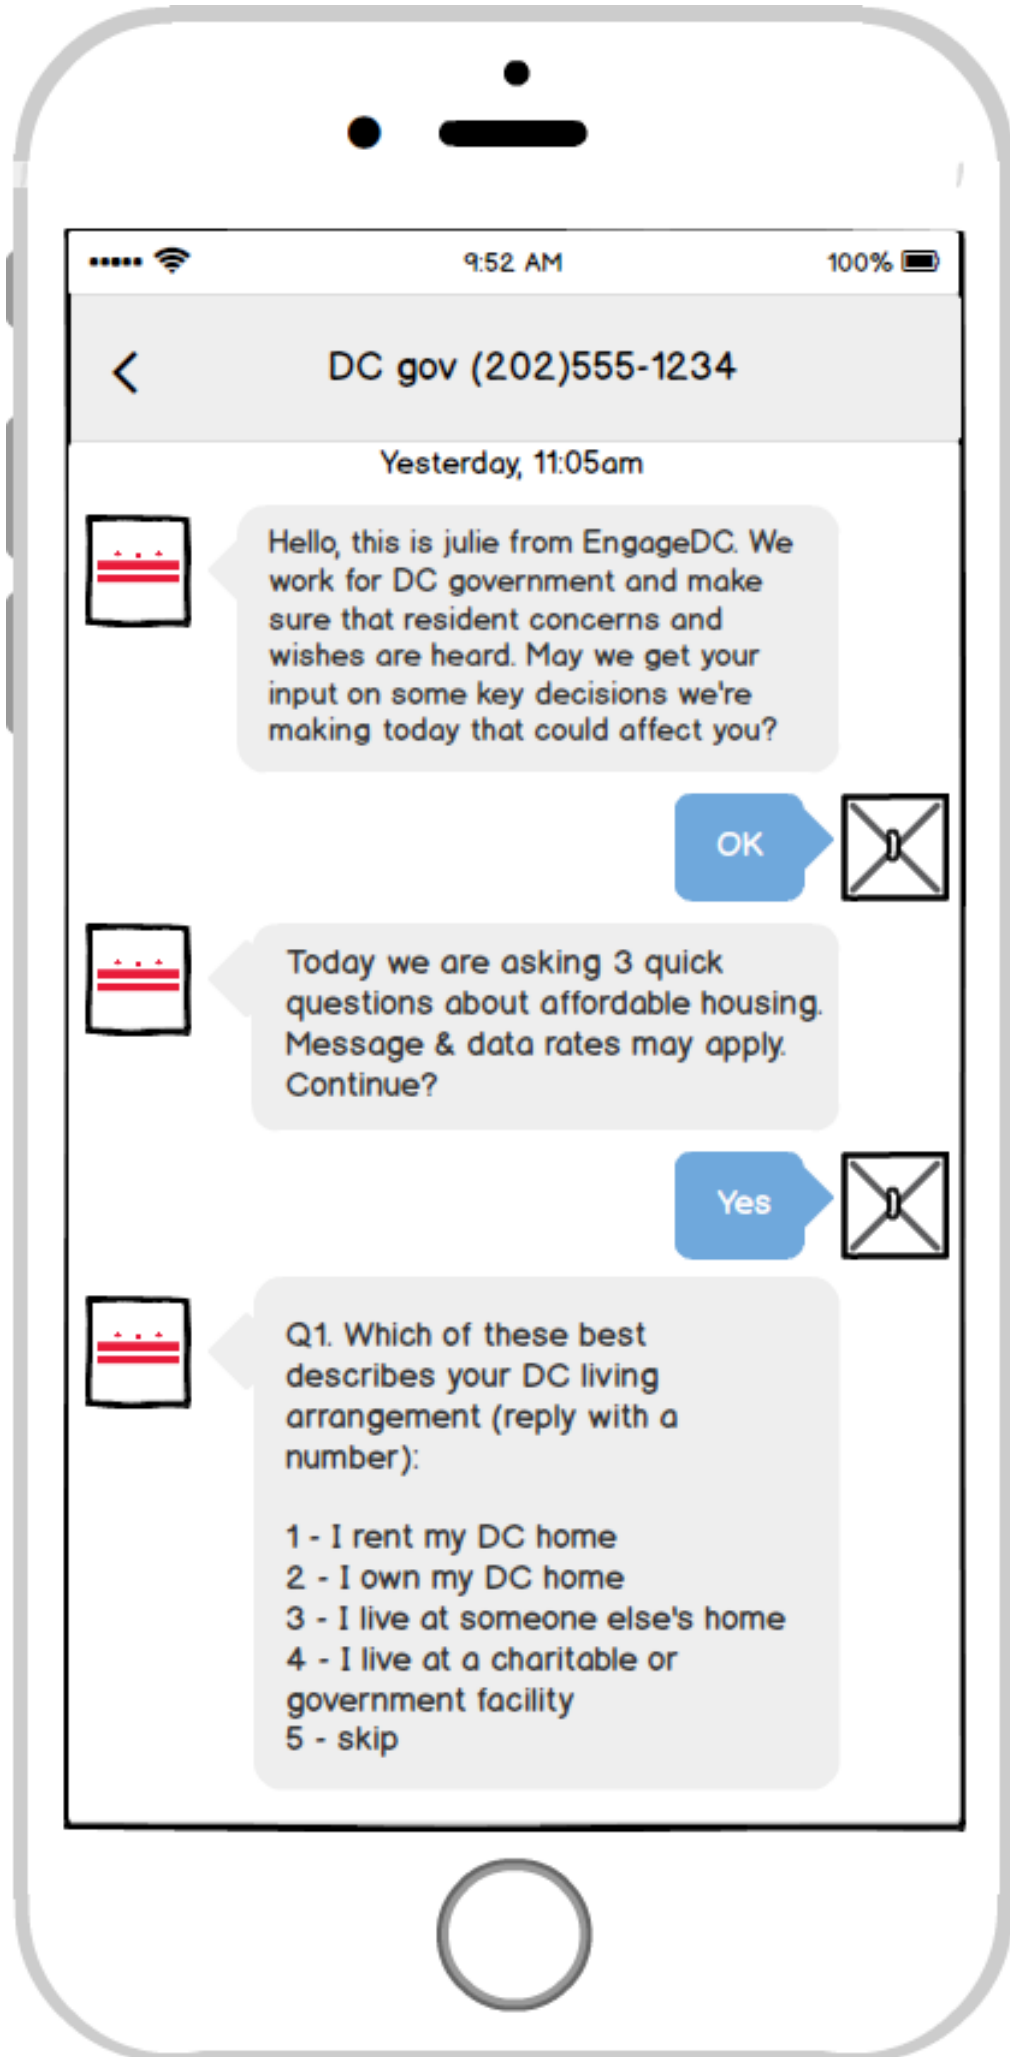 9:52 AM
100%
DC gov (202)555-1234
Yesterday, 11:05am
Hello, this is julie from EngageDC. We
work for DC government and make
sure that resident concerns and
wishes are heard. May we get your
input on some key decisions we're
making today that could affect you?
OK
Today we are asking 3 quick
questions about affordable housing.
Message & data rates may apply.
Continue?
Yes
Q1. Which of these best
describes your DC living
arrangement (reply with a
number):
1 - I rent my DC home
2 - I own my DC home
3 - I live at someone else's home
4 - I live at a charitable or
government facility
5 - skip